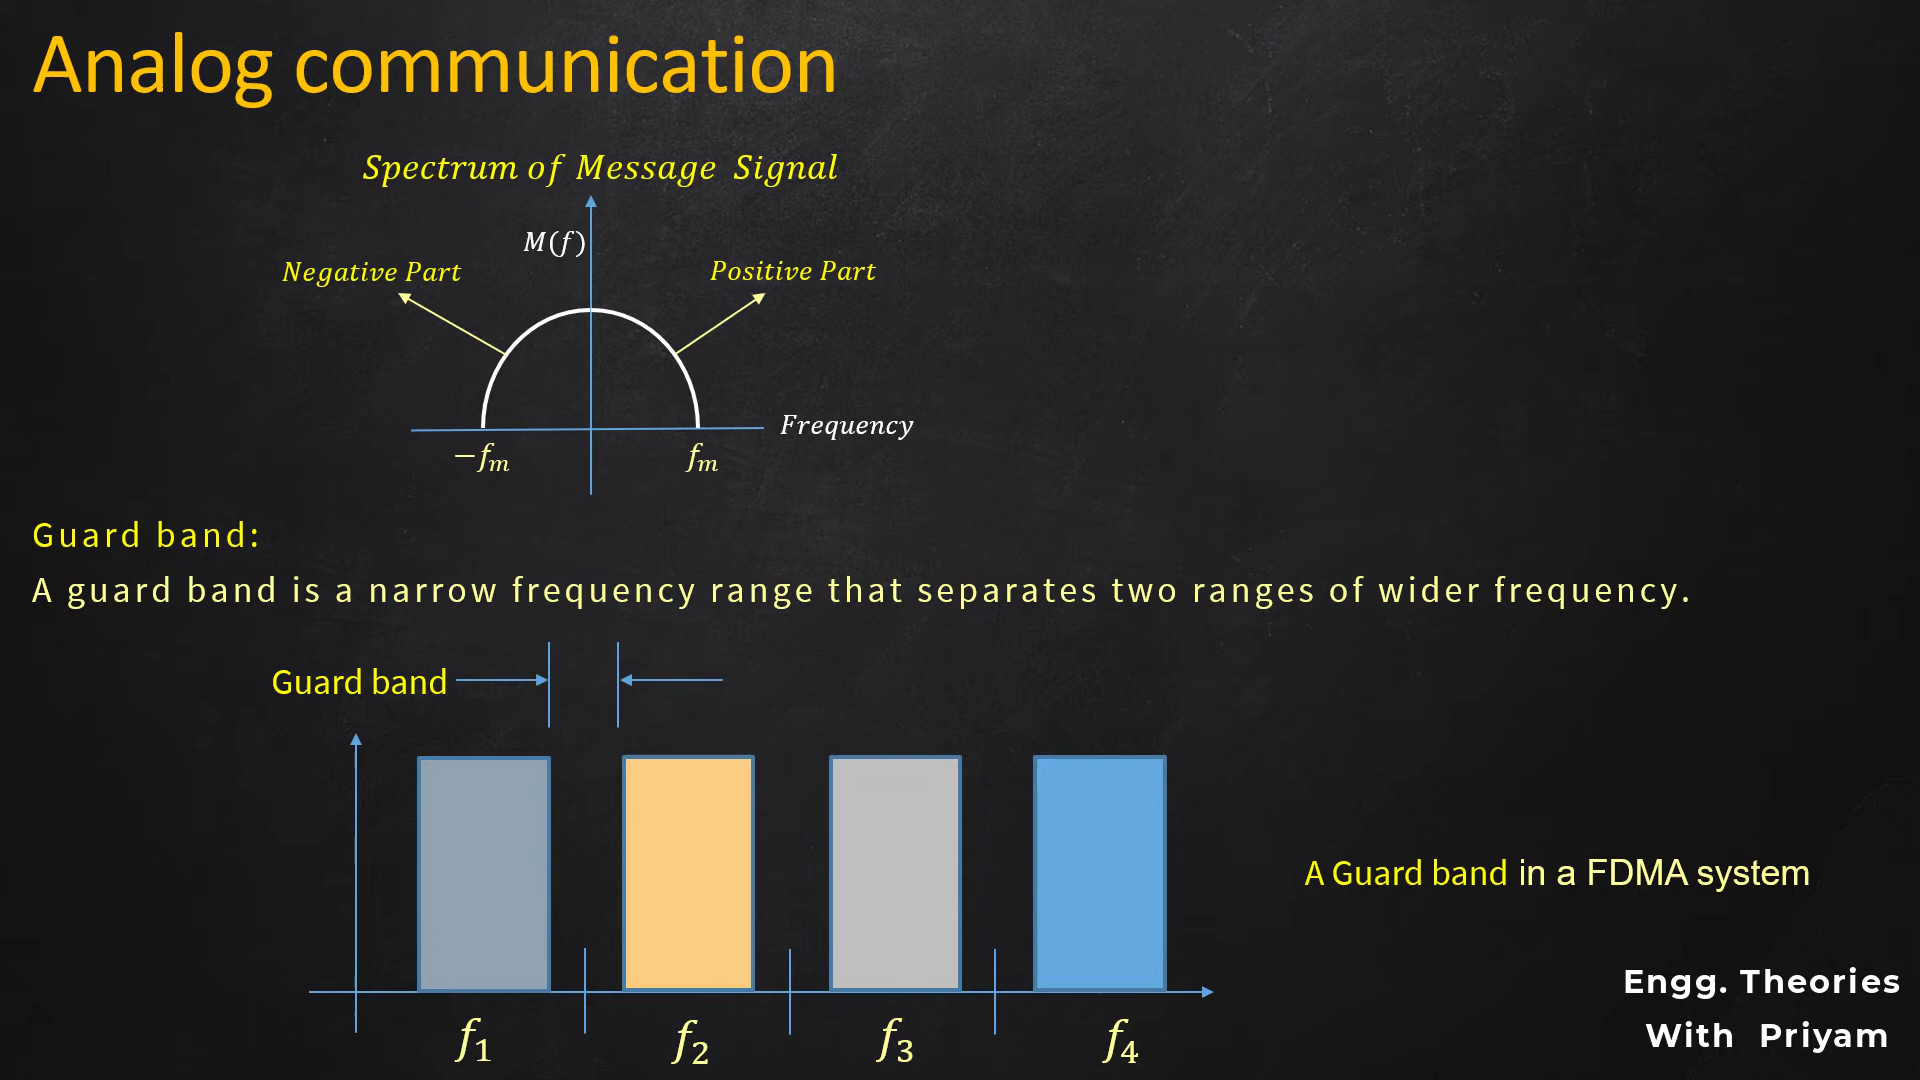 Analog communication
Spectrum of Message Signal
M(f)
Negative Part
Positive Part
Frequency
−fₘ
fₘ
Guard band:
A guard band is a narrow frequency range that separates two ranges of wider frequency.
Guard band
A Guard band in a FDMA system
f₁
f₂
f₃
f₄
Engg. Theories
With Priyam